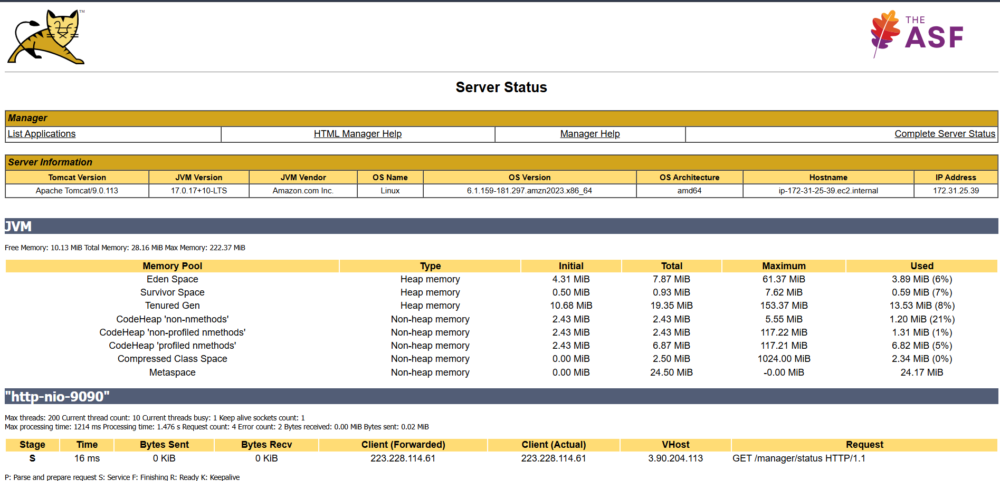 TM
THE
ASF
Server Status
Manager
List Applications HTML Manager Help Manager Help Complete Server Status
Server Information
Tomcat Version JVM Version JVM Vendor OS Name OS Version OS Architecture Hostname IP Address
Apache Tomcat/9.0.113 17.0.17+10-LTS Amazon.com Inc. Linux 6.1.159-181.297.amzn2023.x86_64 amd64 ip-172-31-25-39.ec2.internal 172.31.25.39
JVM
Free Memory: 10.13 MiB Total Memory: 28.16 MiB Max Memory: 222.37 MiB
Memory Pool Type Initial Total Maximum Used
Eden Space Heap memory 4.31 MiB 7.87 MiB 61.37 MiB 3.89 MiB (6%)
Survivor Space Heap memory 0.50 MiB 0.93 MiB 7.62 MiB 0.59 MiB (7%)
Tenured Gen Heap memory 10.68 MiB 19.35 MiB 153.37 MiB 13.53 MiB (8%)
CodeHeap 'non-nmethods' Non-heap memory 2.43 MiB 2.43 MiB 5.55 MiB 1.20 MiB (21%)
CodeHeap 'non-profiled nmethods' Non-heap memory 2.43 MiB 2.43 MiB 117.22 MiB 1.31 MiB (1%)
CodeHeap 'profiled nmethods' Non-heap memory 2.43 MiB 6.87 MiB 117.21 MiB 6.82 MiB (5%)
Compressed Class Space Non-heap memory 0.00 MiB 2.50 MiB 1024.00 MiB 2.34 MiB (0%)
Metaspace Non-heap memory 0.00 MiB 24.50 MiB -0.00 MiB 24.17 MiB
"http-nio-9090"
Max threads: 200 Current thread count: 10 Current threads busy: 1 Keep alive sockets count: 1
Max processing time: 1214 ms Processing time: 1.476 s Request count: 4 Error count: 2 Bytes received: 0.00 MiB Bytes sent: 0.02 MiB
Stage Time Bytes Sent Bytes Recv Client (Forwarded) Client (Actual) VHost Request
S 16 ms 0 KiB 0 KiB 223.228.114.61 223.228.114.61 3.90.204.113 GET /manager/status HTTP/1.1
P: Parse and prepare request S: Service F: Finishing R: Ready K: Keepalive